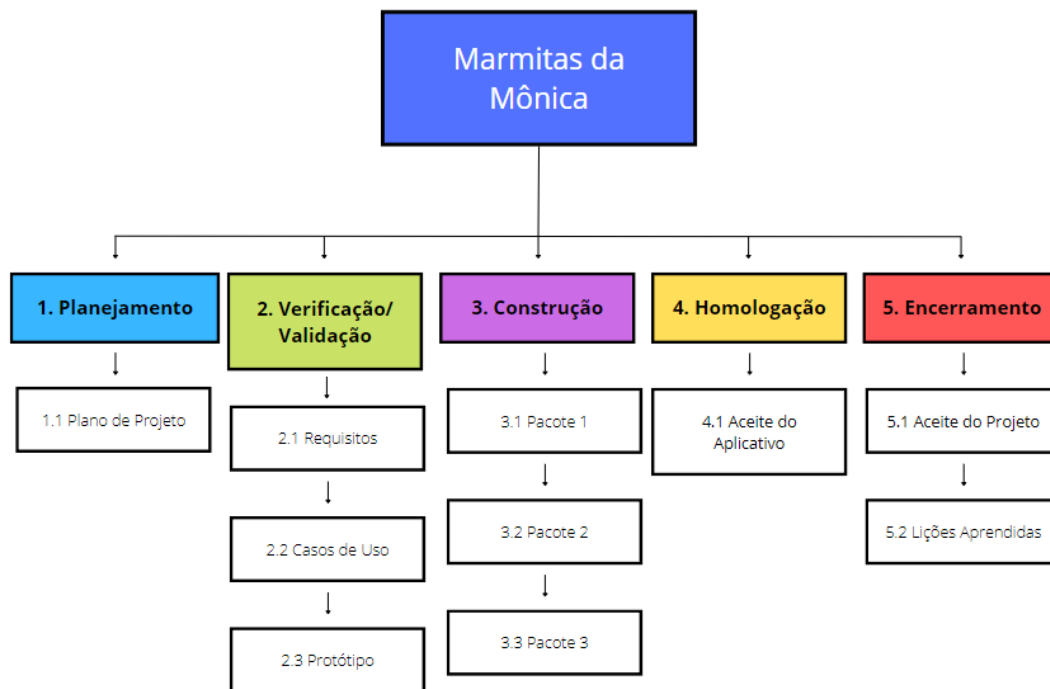 Marmitas da
Mônica
1. Planejamento
2. Verificação/
Validação
3. Construção
4. Homologação
5. Encerramento
1.1 Plano de Projeto
2.1 Requisitos
2.2 Casos de Uso
2.3 Protótipo
3.1 Pacote 1
3.2 Pacote 2
3.3 Pacote 3
4.1 Aceite do
Aplicativo
5.1 Aceite do Projeto
5.2 Lições Aprendidas